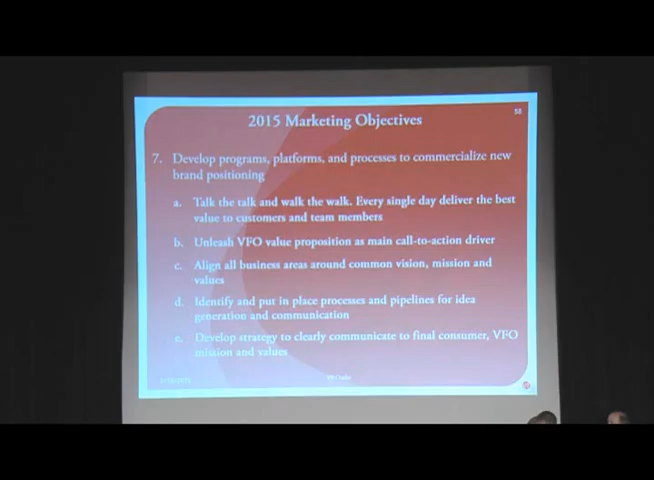 50
2015 Marketing Objectives
7. Develop programs, platforms, and processes to commercialize new
brand positioning
a. Talk the talk and walk the walk. Every single day deliver the best
value to customers and team members
b. Unleash VFO value proposition as main call-to-action driver
c. Align all business areas around common vision, mission and
values
d. Identify and put in place processes and pipelines for idea
generation and communication
e. Develop strategy to clearly communicate to final consumer, VFO
mission and values